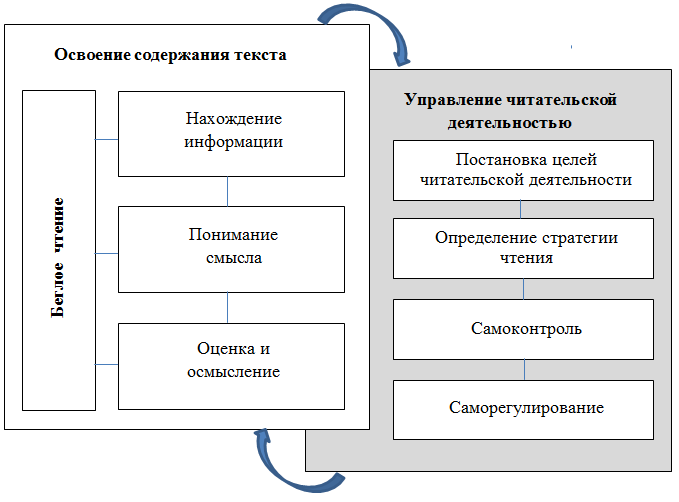 Освоение содержания текста
Беглое чтение
Нахождение
информации
Понимание
смысла
Оценка и
осмысление
Управление читательской
деятельностью
Постановка целей
читательской деятельности
Определение стратегии
чтения
Самоконтроль
Саморегулирование